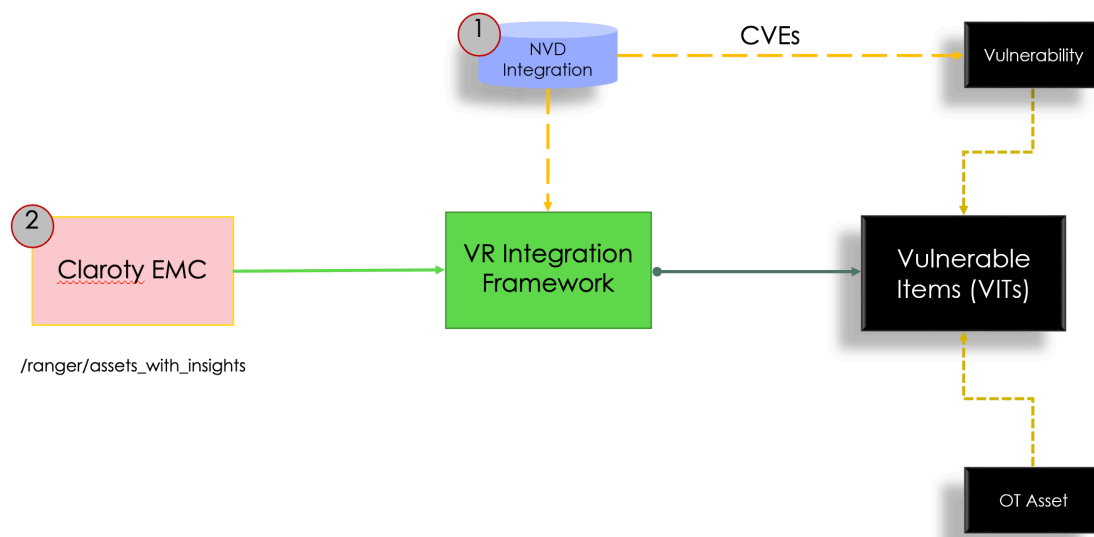 1
NVD
Integration
CVEs
Vulnerability
2
Claroty EMC
VR Integration
Framework
Vulnerable
Items (VITs)
/ranger/assets_with_insights
OT Asset